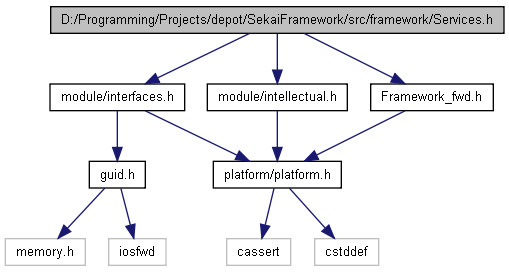 D:/Programming/Projects/depot/SekaiFramework/src/framework/Services.h
module/interfaces.h
module/intellectual.h
Framework_fwd.h
guid.h
platform/platform.h
memory.h
iosfwd
cassert
cstddef